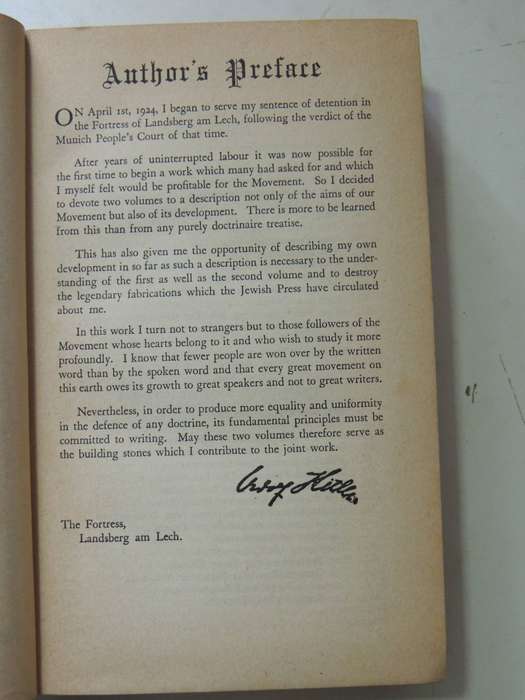 Author's Preface
ON April 1st, 1924, I began to serve my sentence of detention in
the Fortress of Landsberg am Lech, following the verdict of the
Munich People's Court of that time.
After years of uninterrupted labour it was now possible for
the first time to begin a work which many had asked for and which
I myself felt would be profitable for the Movement. So I decided
to devote two volumes to a description not only of the aims of our
Movement but also of its development. There is more to be learned
from this than from any purely doctrinaire treatise.
This has also given me the opportunity of describing my own
development in so far as such a description is necessary to the under-
standing of the first as well as the second volume and to destroy
the legendary fabrications which the Jewish Press have circulated
about me.
In this work I turn not to strangers but to those followers of the
Movement whose hearts belong to it and who wish to study it more
profoundly. I know that fewer people are won over by the written
word than by the spoken word and that every great movement on
this earth owes its growth to great speakers and not to great writers.
Nevertheless, in order to produce more equality and uniformity
in the defence of any doctrine, its fundamental principles must be
committed to writing. May these two volumes therefore serve as
the building stones which I contribute to the joint work.
Adolf Hitler
The Fortress,
Landsberg am Lech.